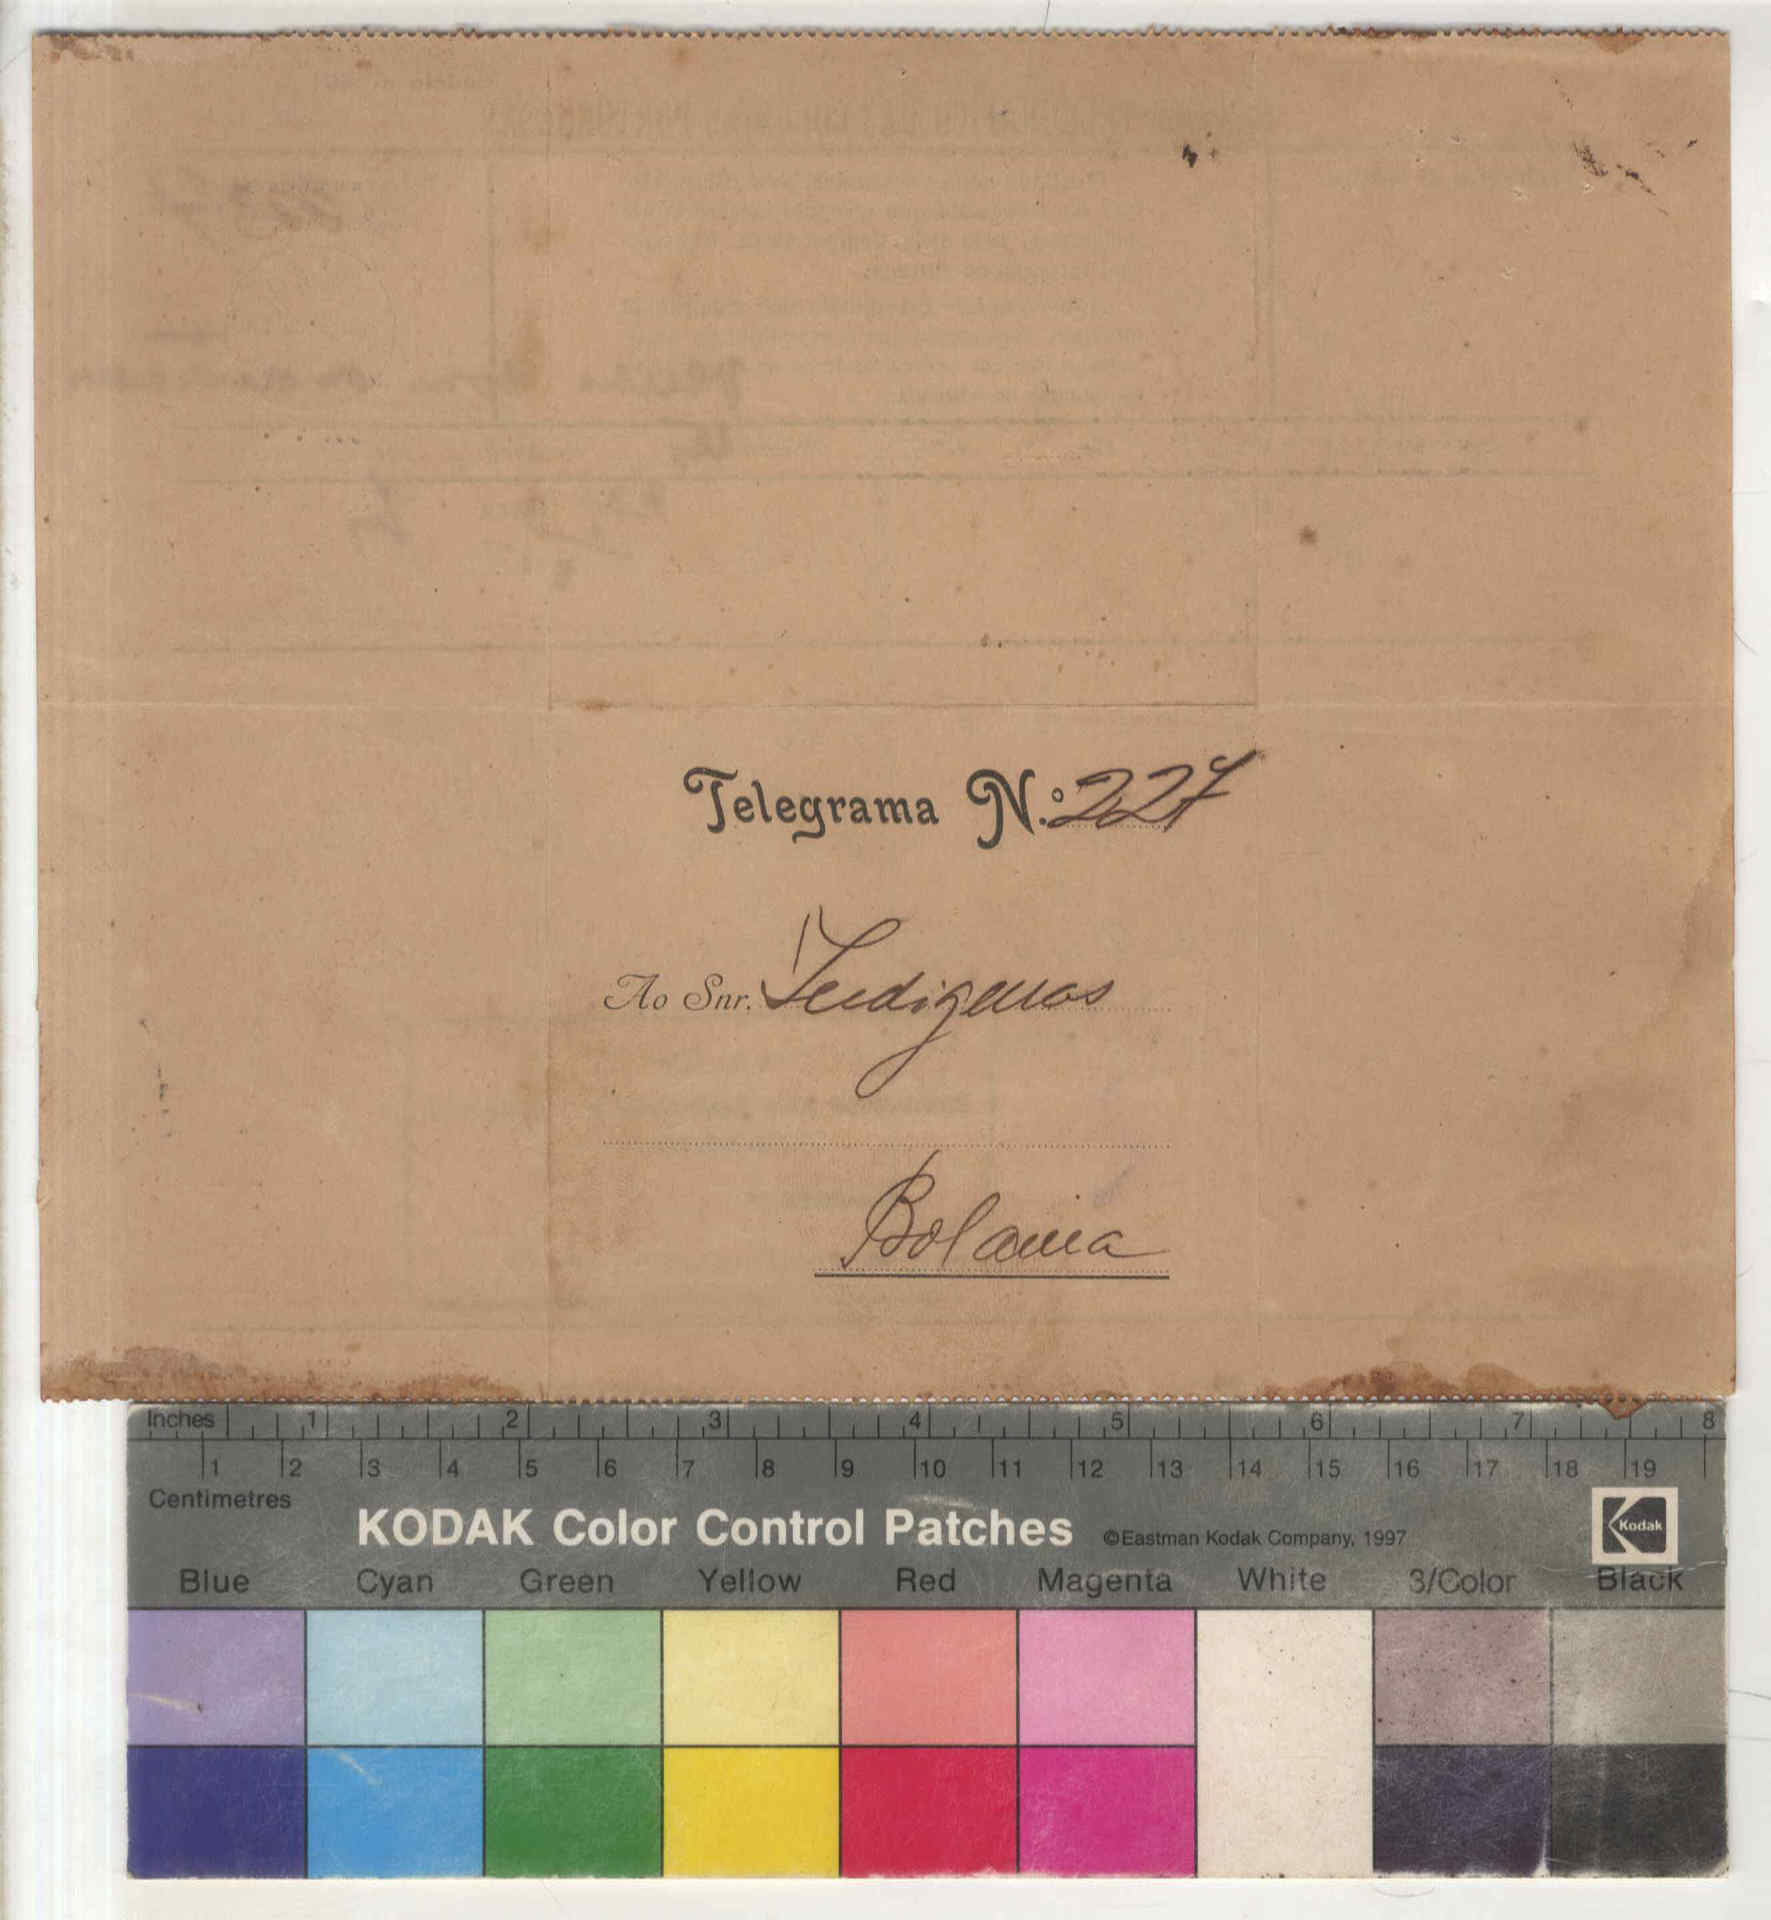 Telegrama N.º 227
Ao Snr. Indigenas
Bolama
Inches 1 2 3 4 5 6 7 8
1 2 3 4 5 6 7 8 9 10 11 12 13 14 15 16 17 18 19
Centimetres
KODAK Color Control Patches ©Eastman Kodak Company, 1997 Kodak
Blue Cyan Green Yellow Red Magenta White 3/Color Black